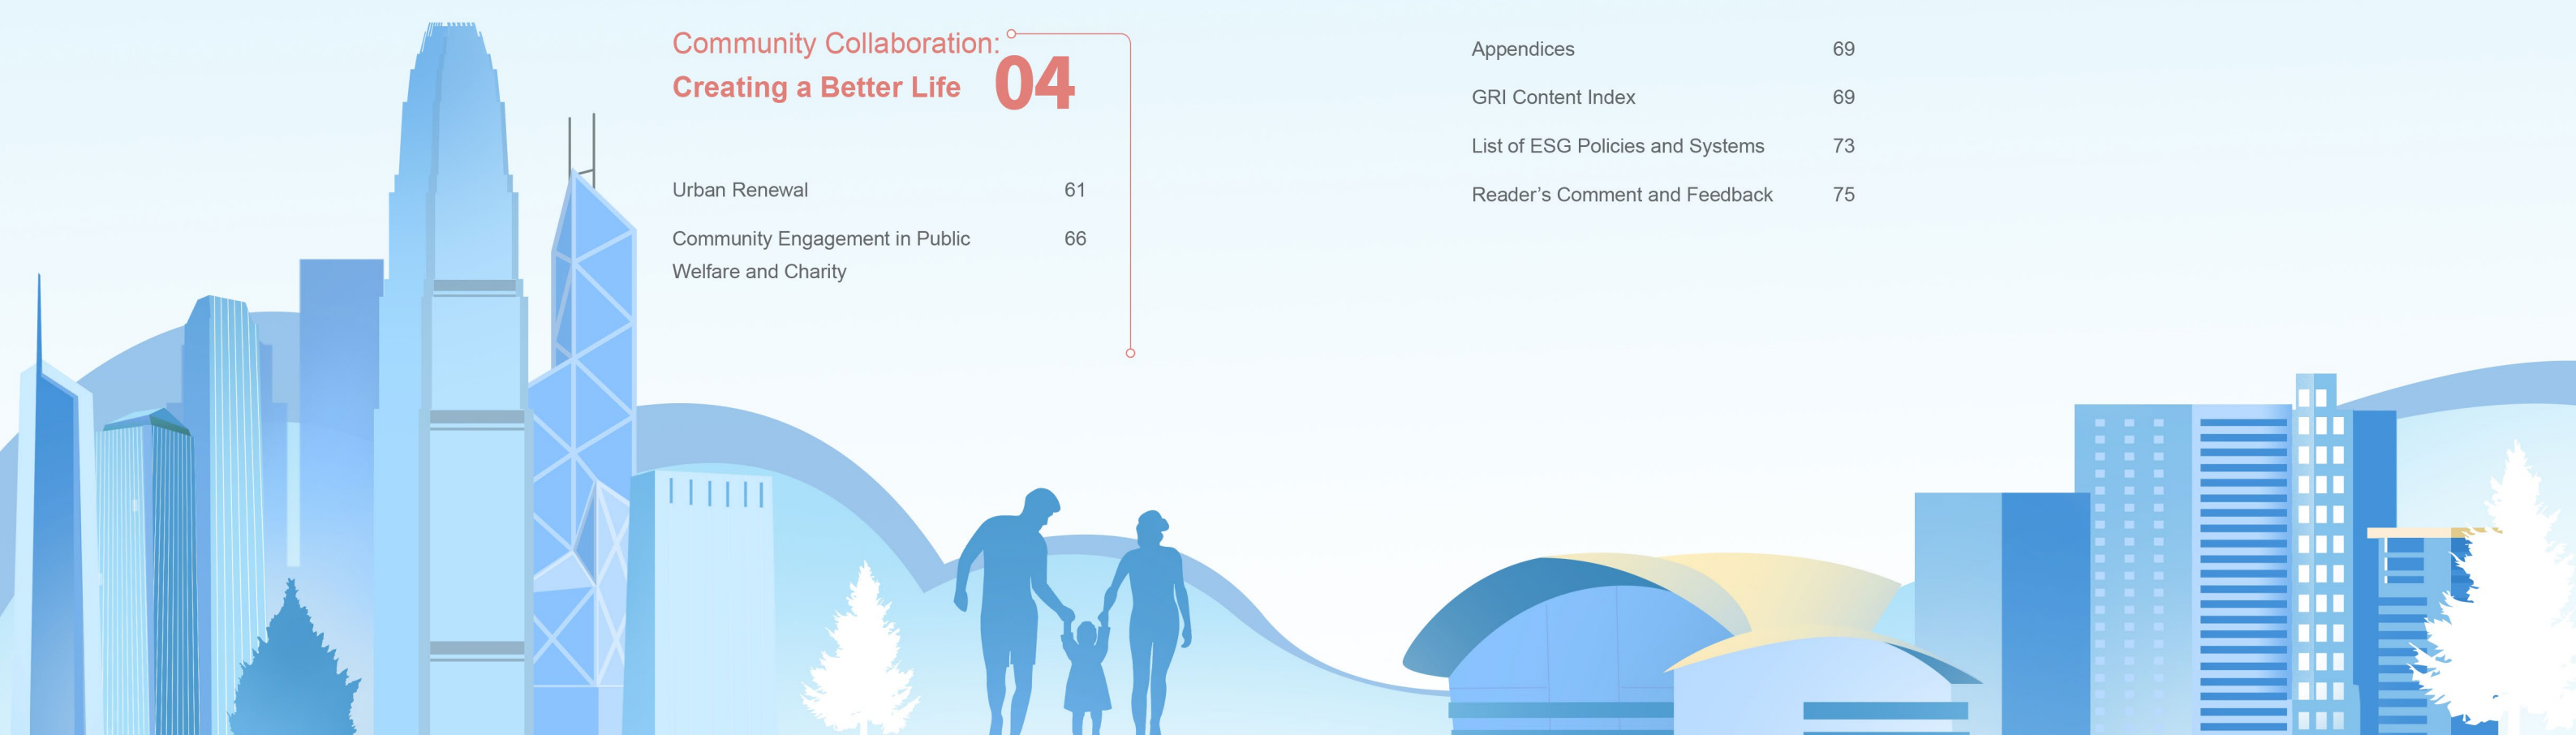 Community Collaboration:
Creating a Better Life
04
Urban Renewal 61
Community Engagement in Public 66
Welfare and Charity
Appendices 69
GRI Content Index 69
List of ESG Policies and Systems 73
Reader’s Comment and Feedback 75